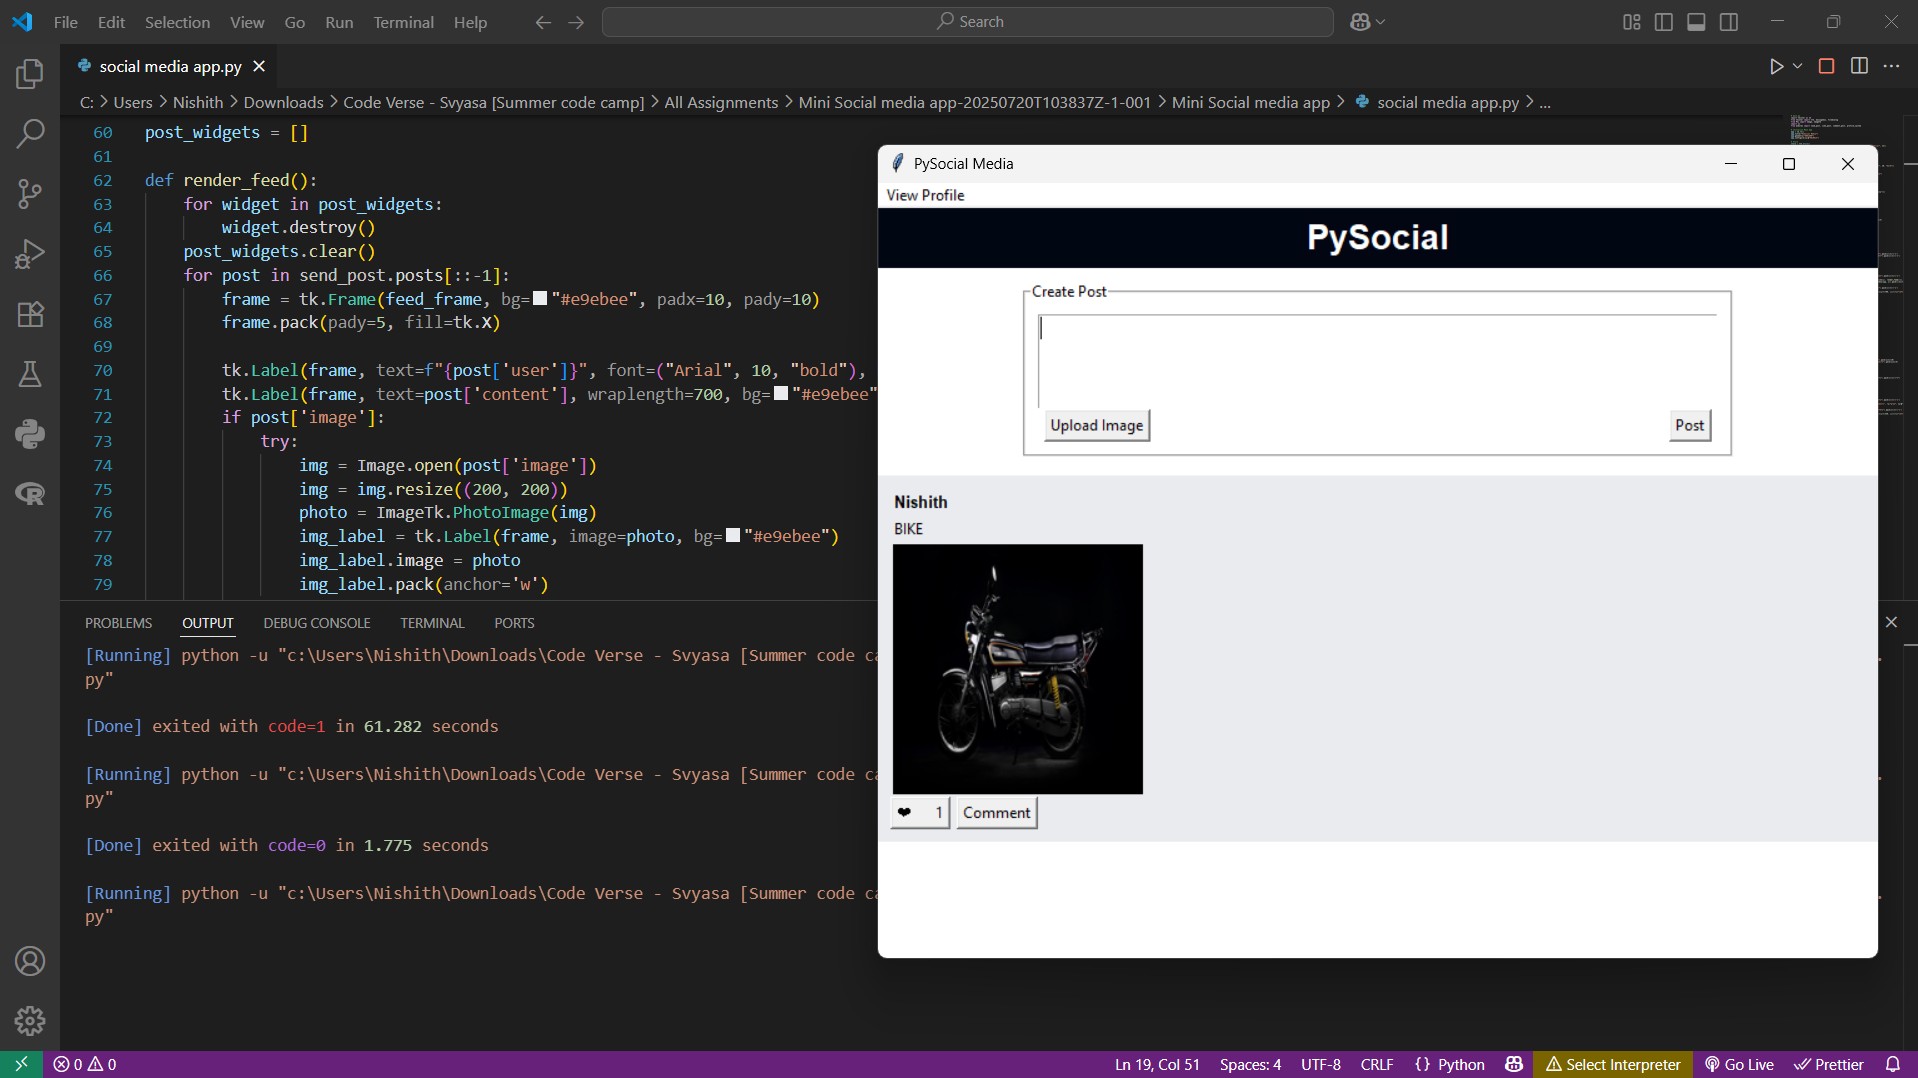 File Edit Selection View Go Run Terminal Help
Search
social media app.py
C: > Users > Nishith > Downloads > Code Verse - Svyasa [Summer code camp] > All Assignments > Mini Social media app-20250720T103837Z-1-001 > Mini Social media app > social media app.py > ...
60 post_widgets = []
61
62 def render_feed():
63 for widget in post_widgets:
64 widget.destroy()
65 post_widgets.clear()
66 for post in send_post.posts[::-1]:
67 frame = tk.Frame(feed_frame, bg="#e9ebee", padx=10, pady=10)
68 frame.pack(pady=5, fill=tk.X)
69
70 tk.Label(frame, text=f"{post['user']}", font=("Arial", 10, "bold"),
71 tk.Label(frame, text=post['content'], wraplength=700, bg="#e9ebee"
72 if post['image']:
73 try:
74 img = Image.open(post['image'])
75 img = img.resize((200, 200))
76 photo = ImageTk.PhotoImage(img)
77 img_label = tk.Label(frame, image=photo, bg="#e9ebee")
78 img_label.image = photo
79 img_label.pack(anchor='w')
PROBLEMS OUTPUT DEBUG CONSOLE TERMINAL PORTS
[Running] python -u "c:\Users\Nishith\Downloads\Code Verse - Svyasa [Summer code ca
py"
[Done] exited with code=1 in 61.282 seconds
[Running] python -u "c:\Users\Nishith\Downloads\Code Verse - Svyasa [Summer code ca
py"
[Done] exited with code=0 in 1.775 seconds
[Running] python -u "c:\Users\Nishith\Downloads\Code Verse - Svyasa [Summer code ca
py"
PySocial Media
View Profile
PySocial
Create Post
Upload Image Post
Nishith
BIKE
❤ 1 Comment
0 0 Ln 19, Col 51 Spaces: 4 UTF-8 CRLF {} Python Select Interpreter Go Live Prettier